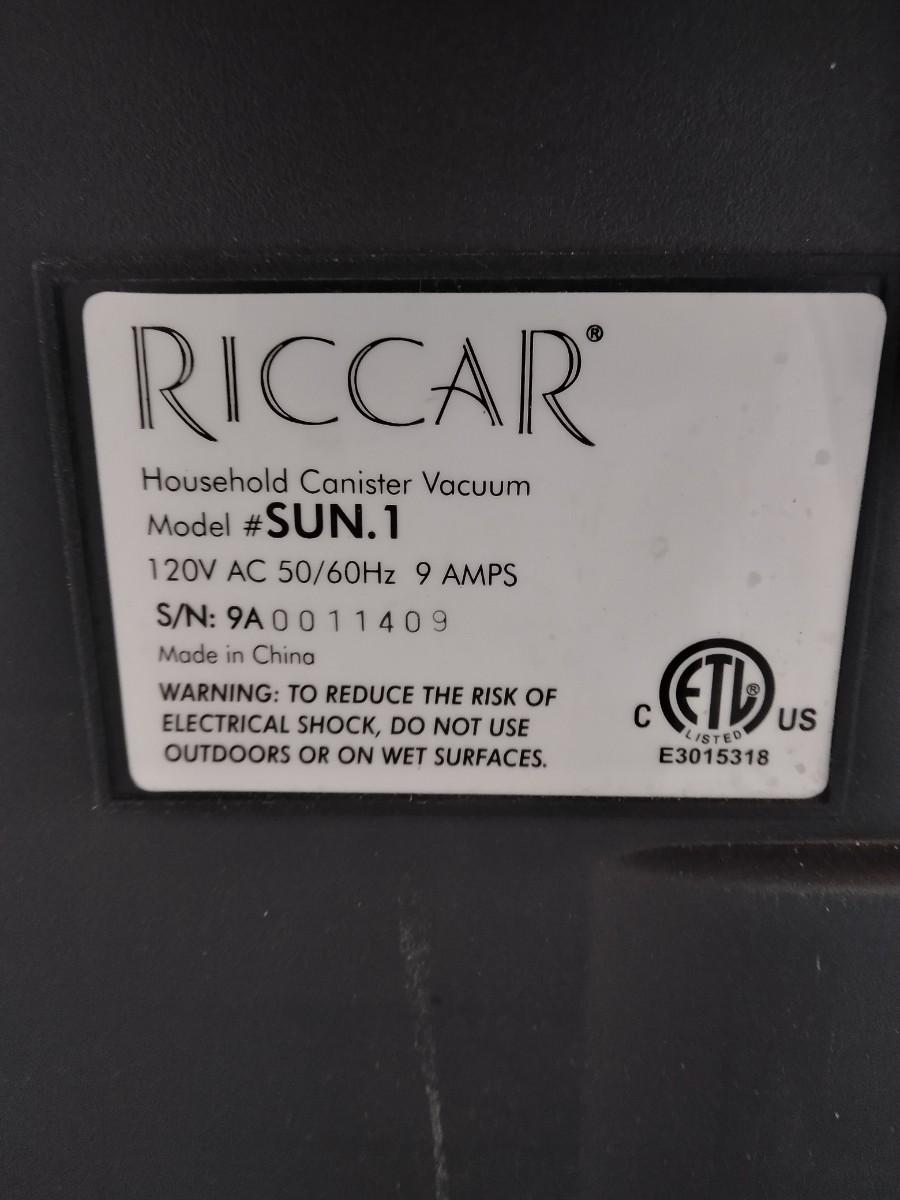 RICCAR®
Household Canister Vacuum
Model #SUN.1
120V AC 50/60Hz 9 AMPS
S/N: 9A0011409
Made in China
WARNING: TO REDUCE THE RISK OF
ELECTRICAL SHOCK, DO NOT USE
OUTDOORS OR ON WET SURFACES.
C ETL® US
LISTED
E3015318